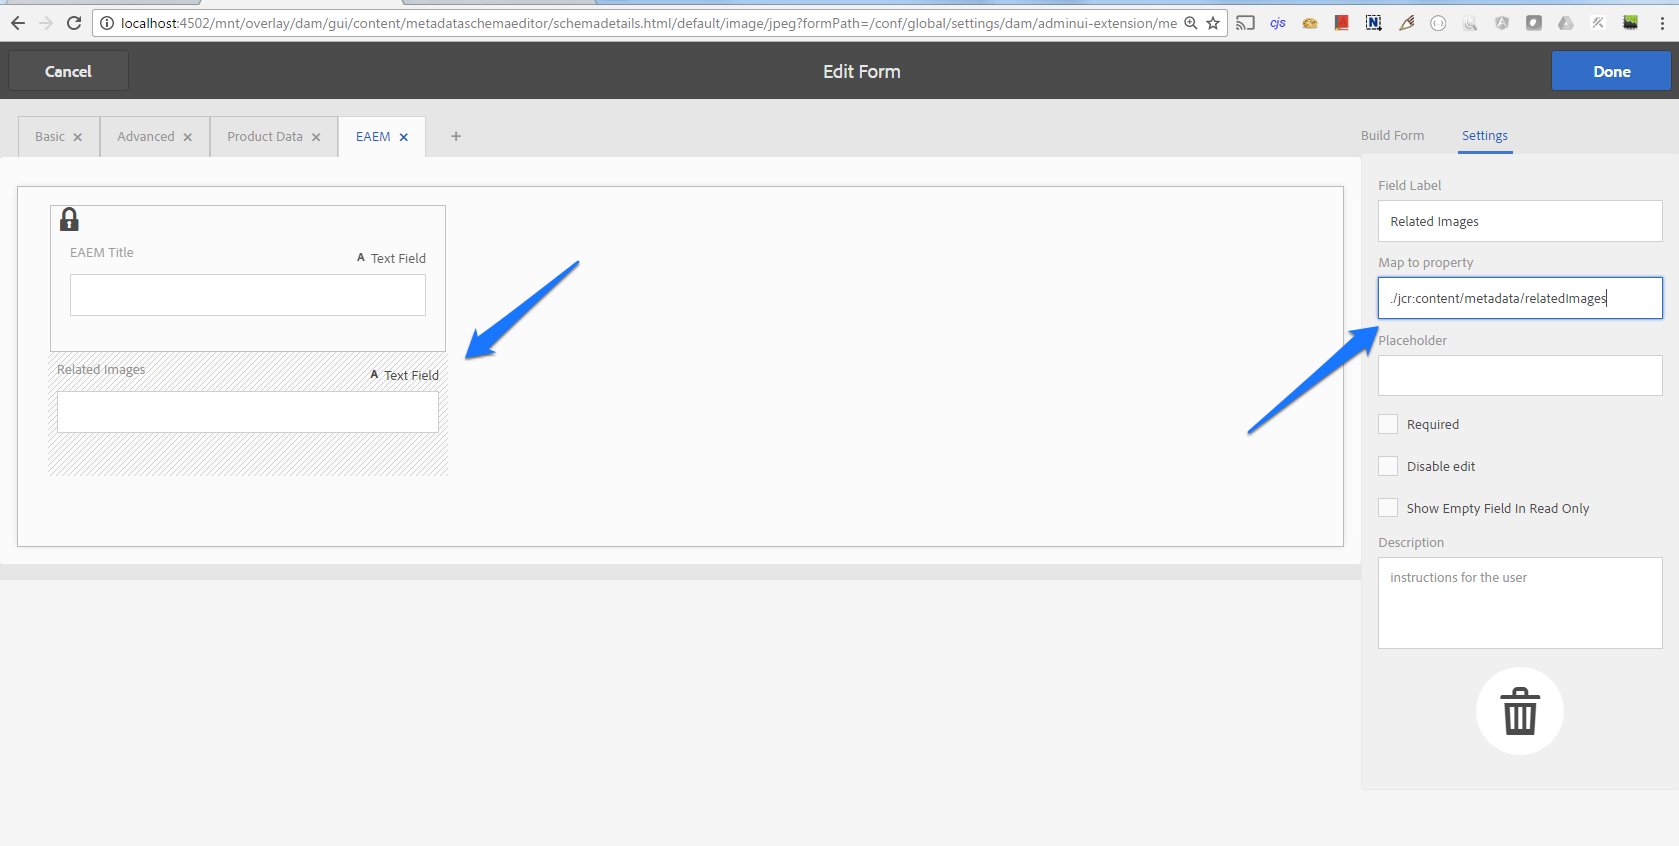 localhost:4502/mnt/overlay/dam/gui/content/metadataschemaeditor/schemadetails.html/default/image/jpeg?formPath=/conf/global/settings/dam/adminui-extension/me
cjs
N
Cancel
Edit Form
Done
Basic ×
Advanced ×
Product Data ×
EAEM ×
+
Build Form
Settings
EAEM Title
A Text Field
Related Images
A Text Field
Field Label
Related Images
Map to property
./jcr:content/metadata/relatedImages
Placeholder
Required
Disable edit
Show Empty Field In Read Only
Description
instructions for the user